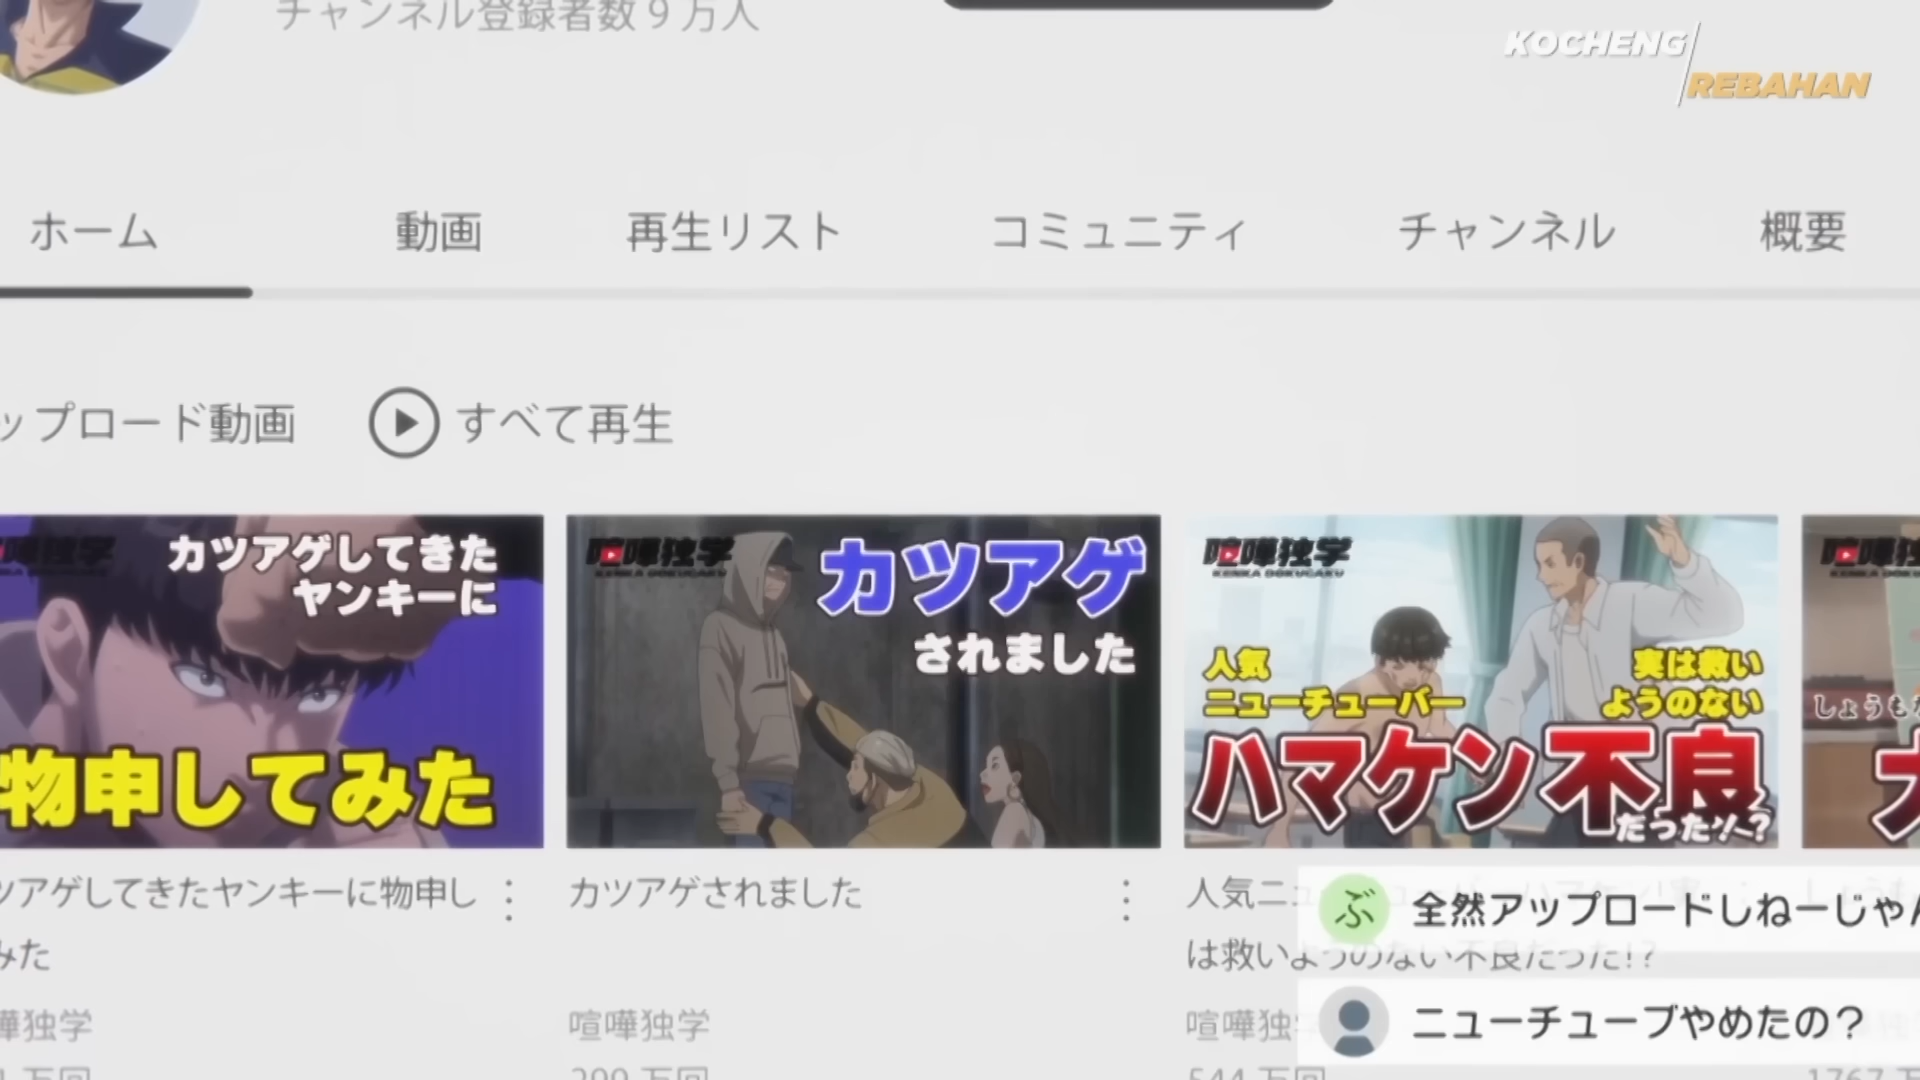 チャンネル登録者数9万人
KOCHENG
REBAHAN
ホーム 動画 再生リスト コミュニティ チャンネル 概要
ップロード動画 すべて再生
喧嘩独学
カツアゲしてきた
ヤンキーに
物申してみた
喧嘩独学
KENKA DOKUGAKU
カツアゲ
されました
喧嘩独学
KENKA DOKUGAKU
人気
ニューチューバー
実は救い
ようのない
ハマケン不良
だった!?
しょうも
ツアゲしてきたヤンキーに物申し
みた
カツアゲされました
人気ニュ
は救いようのない不良だった!?
嘩独学
喧嘩独学
喧嘩独
ぶ 全然アップロードしねーじゃ
ニューチューブやめたの？